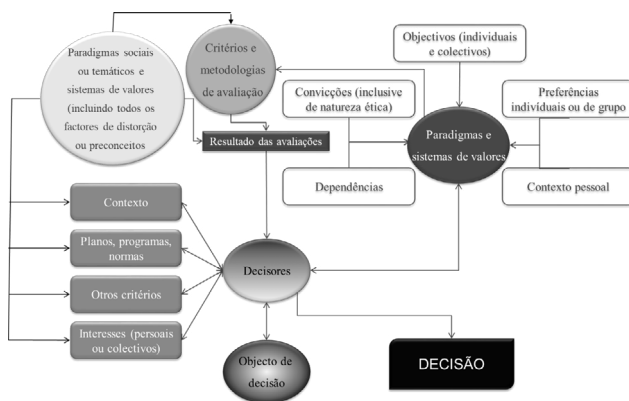 Paradigmas sociais
ou temáticos e
sistemas de valores
(incluindo todos os
factores de distorção
ou preconceitos
Critérios e
metodologias
de avaliação
Objectivos (individuais
e colectivos)
Convicções (inclusive
de natureza ética)
Preferências
individuais ou de grupo
Resultado das avaliações
Paradigmas e
sistemas de valores
Dependências
Contexto pessoal
Contexto
Planos, programas,
normas
Otros critérios
Interesses (persoais
ou colectivos)
Decisores
Objecto de
decisão
DECISÃO